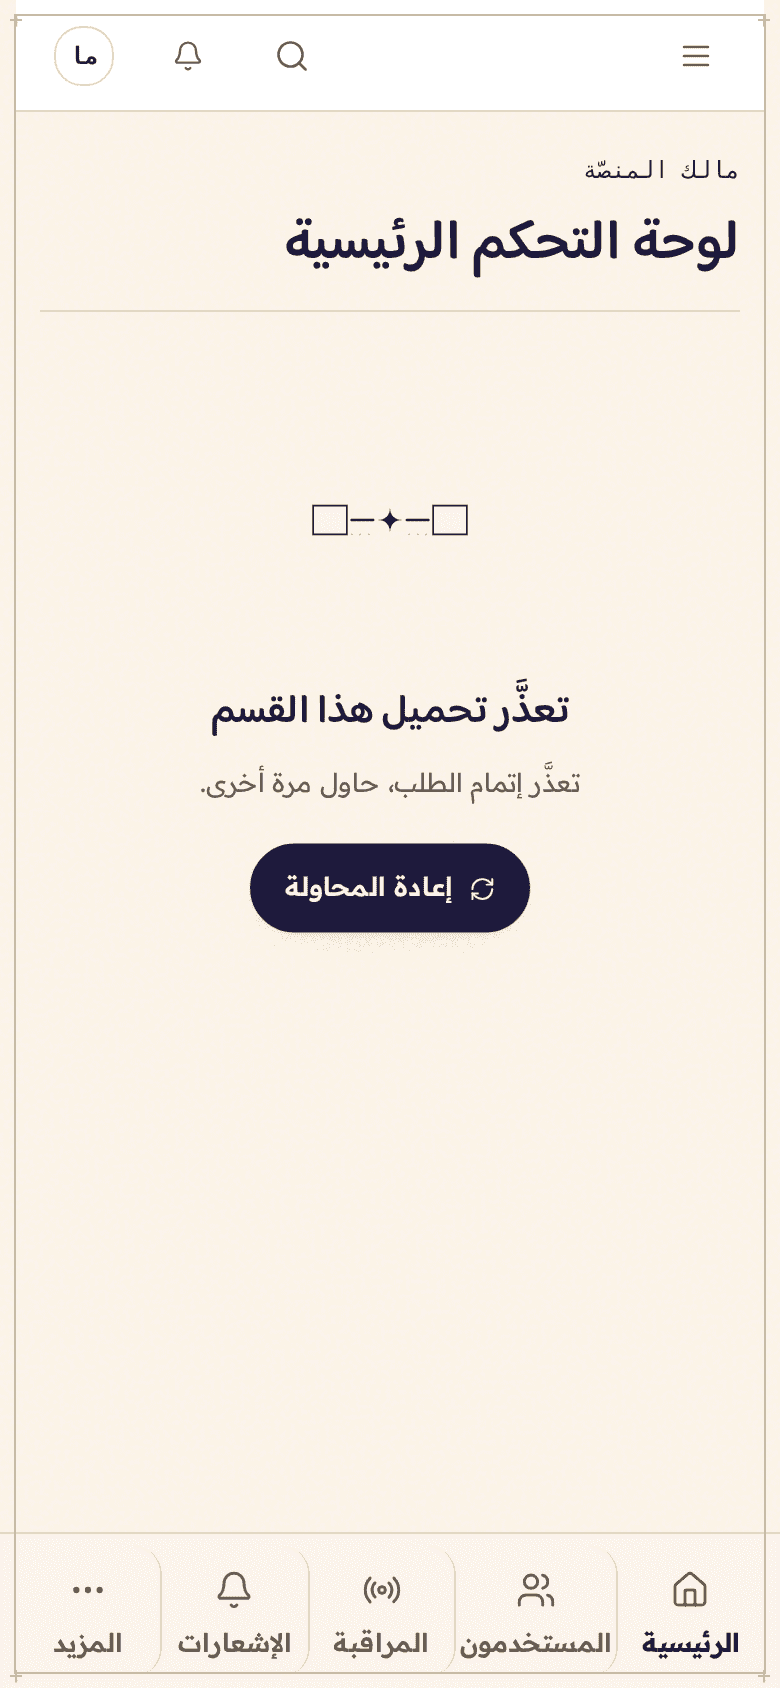 ما
مالك المنصّة
لوحة التحكم الرئيسية
تعذَّر تحميل هذا القسم
تعذَّر إتمام الطلب، حاول مرة أخرى.
إعادة المحاولة
الرئيسية
المستخدمون
المراقبة
الإشعارات
المزيد